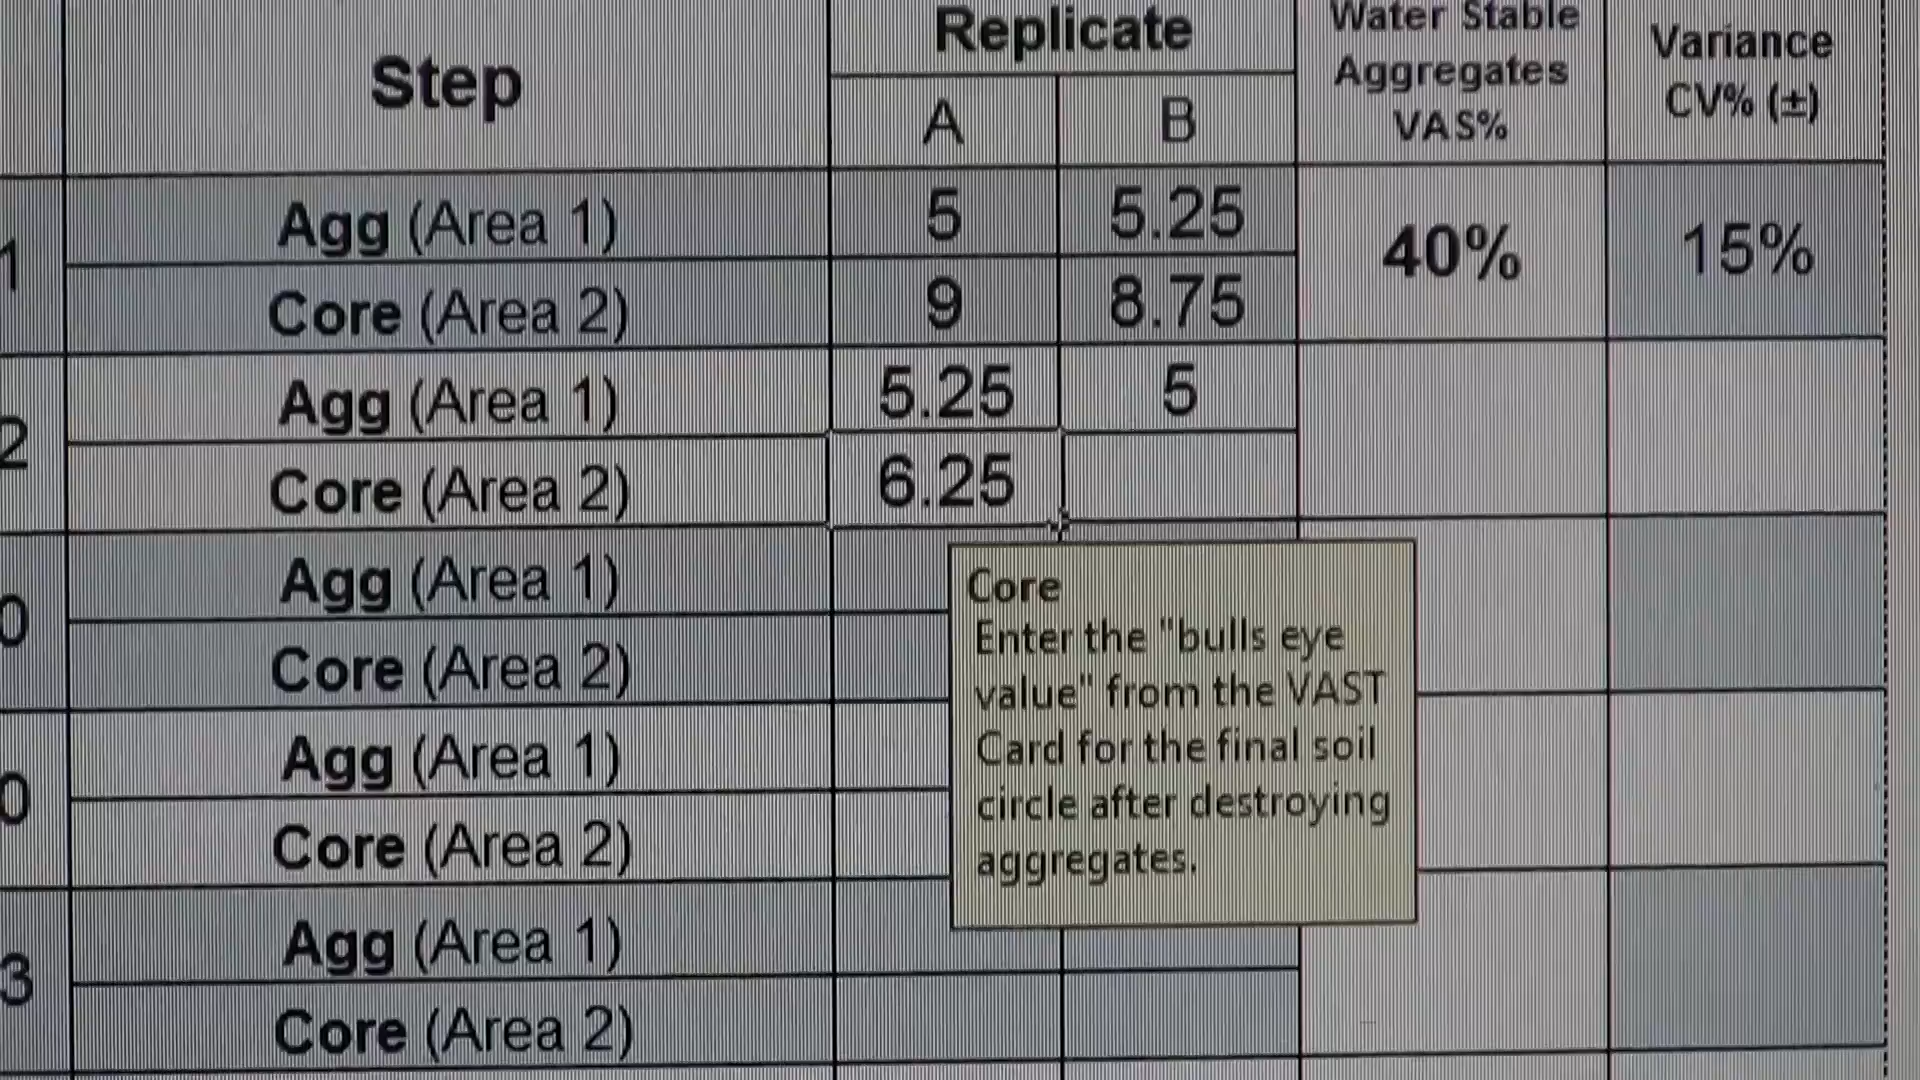 Step
Replicate
Water Stable
Aggregates
VAS%
Variance
CV% (±)
A B
1
Agg (Area 1) 5 5.25
40% 15%
Core (Area 2) 9 8.75
2
Agg (Area 1) 5.25 5
Core (Area 2) 6.25
0
Agg (Area 1)
Core (Area 2)
0
Agg (Area 1)
Core (Area 2)
3
Agg (Area 1)
Core (Area 2)
Core
Enter the "bulls eye
value" from the VAST
Card for the final soil
circle after destroying
aggregates.